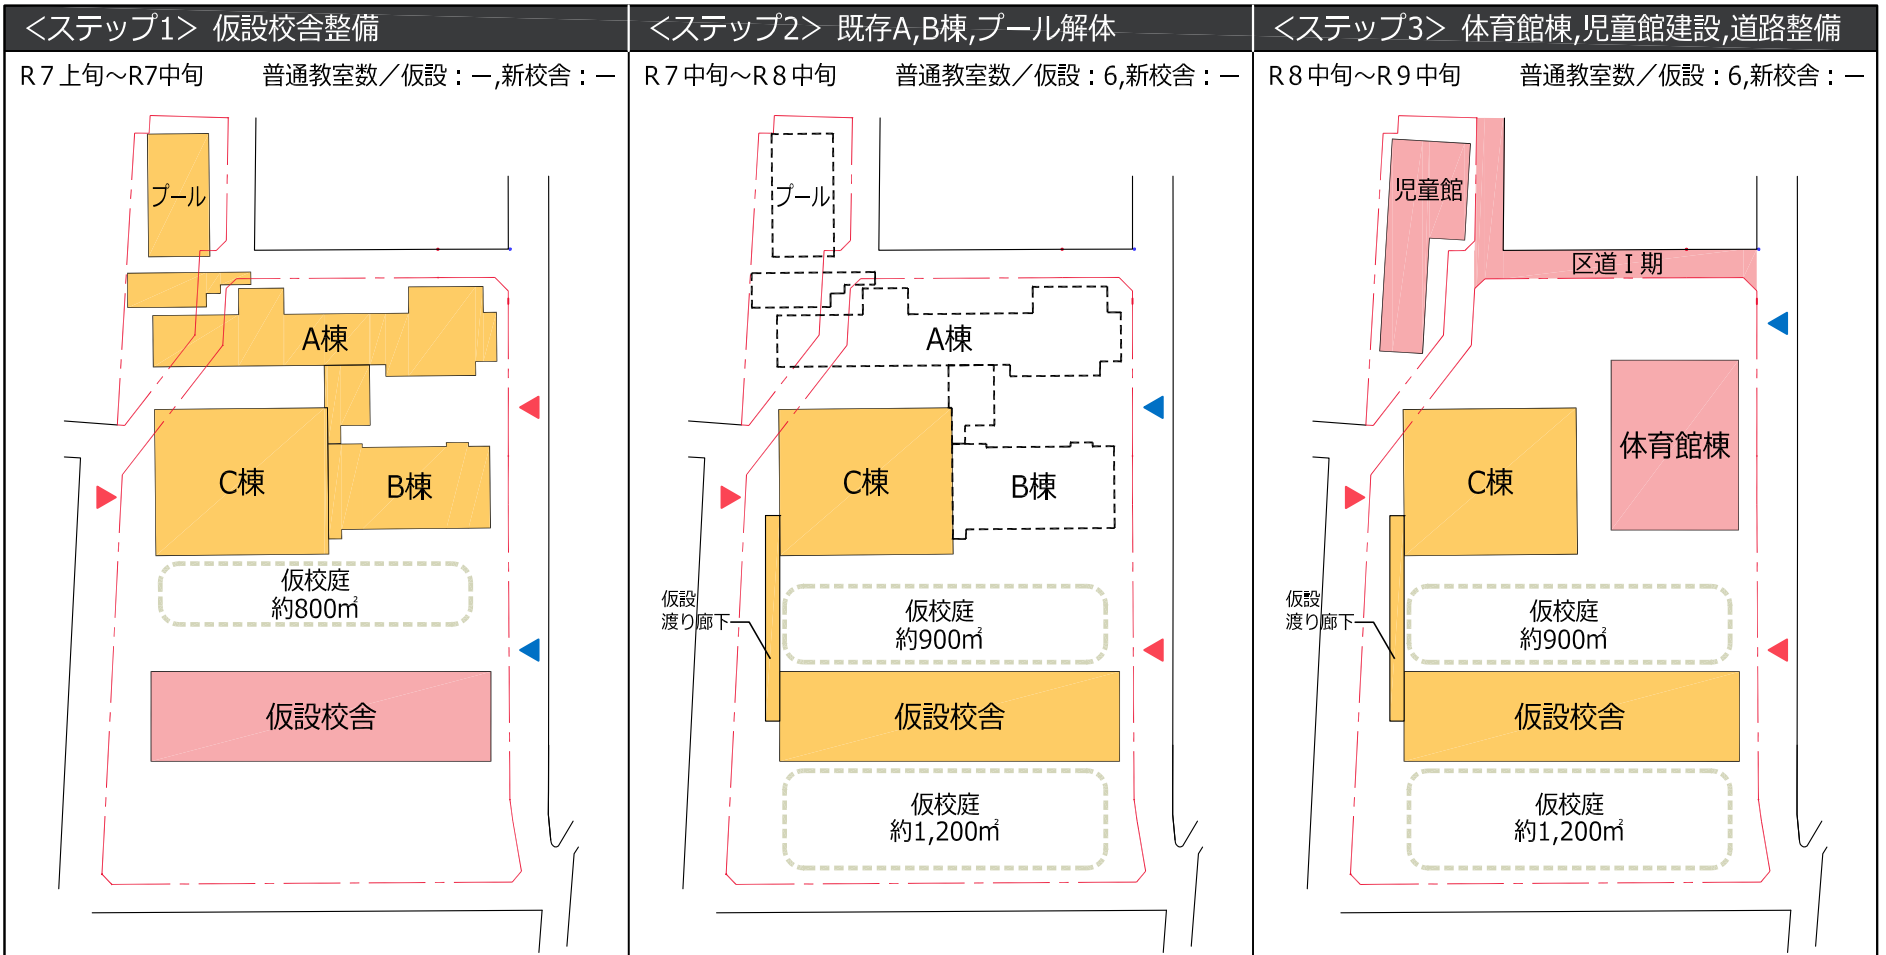 ＜ステップ1＞ 仮設校舎整備
R７上旬～R7中旬　普通教室数／仮設：－,新校舎：－
プール
A棟
C棟
B棟
仮校庭
約800㎡
仮設校舎
＜ステップ2＞ 既存A,B棟,プール解体
R７中旬～R８中旬　普通教室数／仮設：6,新校舎：－
プール
A棟
C棟
B棟
仮設
渡り廊下
仮校庭
約900㎡
仮設校舎
仮校庭
約1,200㎡
＜ステップ3＞ 体育館棟,児童館建設,道路整備
R８中旬～R９中旬　普通教室数／仮設：6,新校舎：－
児童館
区道Ⅰ期
体育館棟
C棟
仮設
渡り廊下
仮校庭
約900㎡
仮設校舎
仮校庭
約1,200㎡